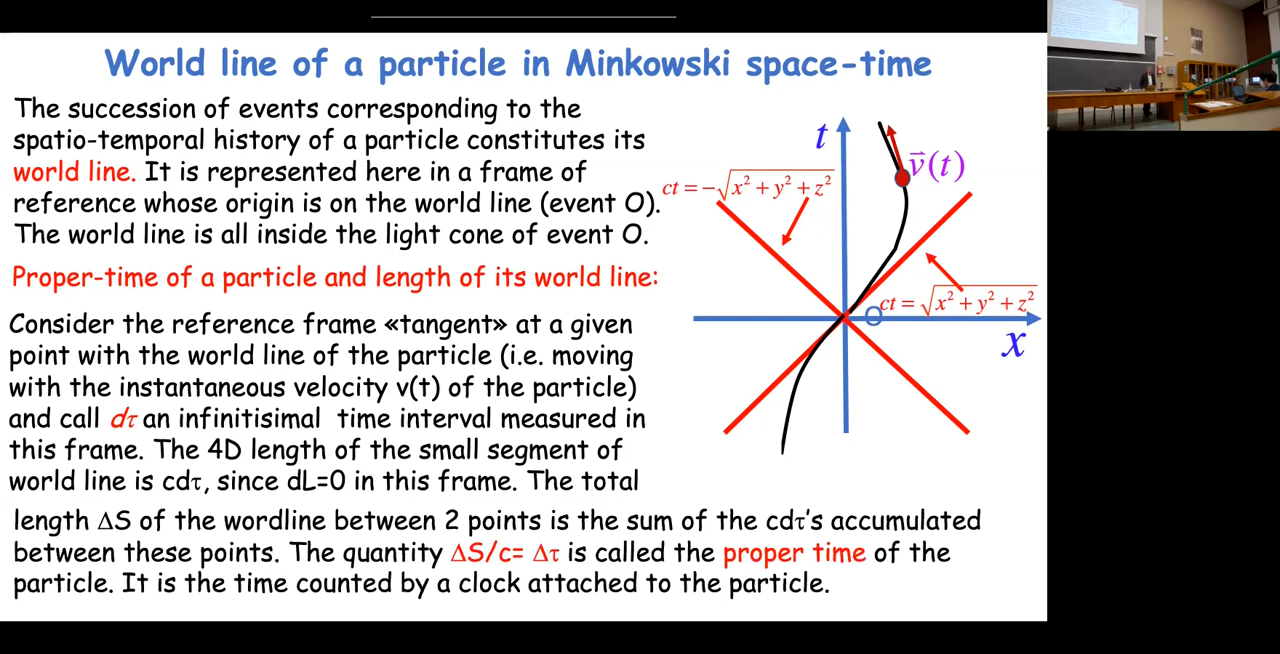 World line of a particle in Minkowski space-time
The succession of events corresponding to the
spatio-temporal history of a particle constitutes its
world line. It is represented here in a frame of
reference whose origin is on the world line (event O).
The world line is all inside the light cone of event O.
Proper-time of a particle and length of its world line:
Consider the reference frame «tangent» at a given
point with the world line of the particle (i.e. moving
with the instantaneous velocity v(t) of the particle)
and call dτ an infinitisimal time interval measured in
this frame. The 4D length of the small segment of
world line is cdτ, since dL=0 in this frame. The total
length ΔS of the wordline between 2 points is the sum of the cdτ's accumulated
between these points. The quantity ΔS/c= Δτ is called the proper time of the
particle. It is the time counted by a clock attached to the particle.
t
v⃗(t)
ct = −√x² + y² + z²
ct = √x² + y² + z²
O
x